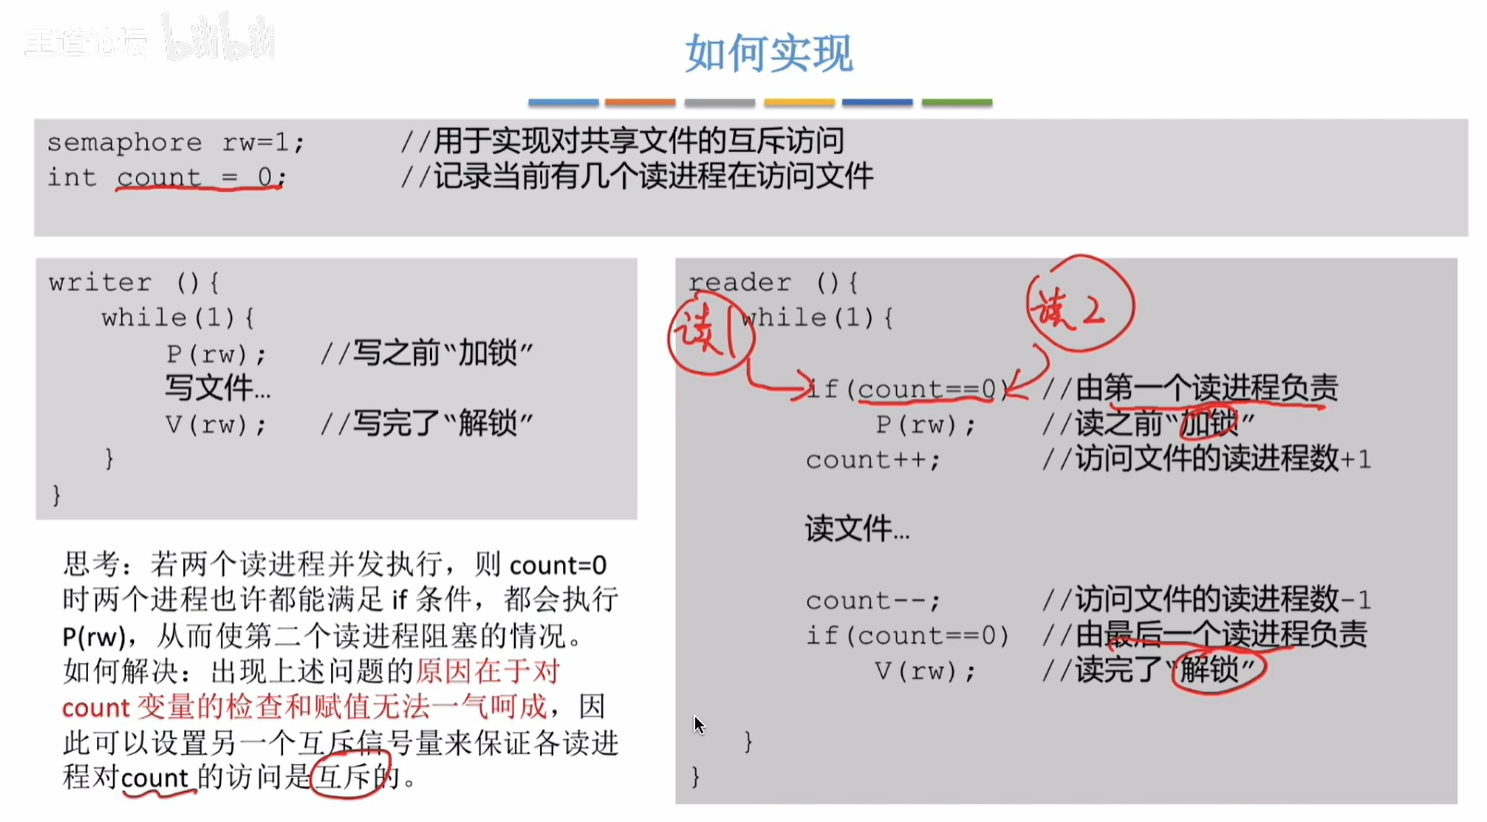 王道论坛 bilibili
如何实现
semaphore rw=1; //用于实现对共享文件的互斥访问
int count = 0; //记录当前有几个读进程在访问文件
writer (){
while(1){
P(rw); //写之前“加锁”
写文件…
V(rw); //写完了“解锁”
}
}
思考：若两个读进程并发执行，则 count=0
时两个进程也许都能满足 if 条件，都会执行
P(rw)，从而使第二个读进程阻塞的情况。
如何解决：出现上述问题的原因在于对
count 变量的检查和赋值无法一气呵成，因
此可以设置另一个互斥信号量来保证各读进
程对count 的访问是互斥的。
reader (){
读1
while(1){
读2
if(count==0) //由第一个读进程负责
P(rw); //读之前“加锁”
count++; //访问文件的读进程数+1
读文件…
count--; //访问文件的读进程数-1
if(count==0) //由最后一个读进程负责
V(rw); //读完了“解锁”
}
}